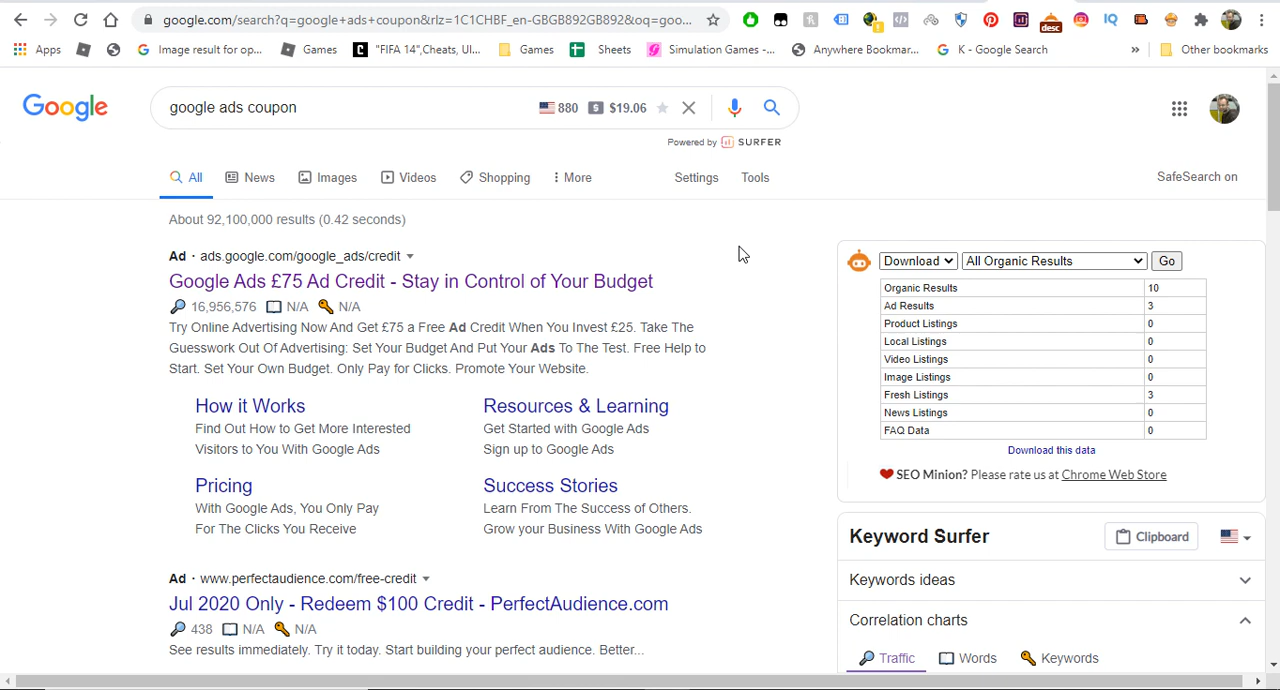 google.com/search?q=google+ads+coupon&rlz=1C1CHBF_en-GBGB892GB892&oq=goo...
desc
IQ
Apps
Image result for op...
Games
"FIFA 14",Cheats, Ul...
Games
Sheets
Simulation Games -...
Anywhere Bookmar...
K - Google Search
»
Other bookmarks
Google
google ads coupon
880
$19.06
Powered by SURFER
All
News
Images
Videos
Shopping
More
Settings
Tools
SafeSearch on
About 92,100,000 results (0.42 seconds)
Ad · ads.google.com/google_ads/credit
Google Ads £75 Ad Credit - Stay in Control of Your Budget
16,956,576 N/A N/A
Try Online Advertising Now And Get £75 a Free Ad Credit When You Invest £25. Take The
Guesswork Out Of Advertising: Set Your Budget And Put Your Ads To The Test. Free Help to
Start. Set Your Own Budget. Only Pay for Clicks. Promote Your Website.
How it Works
Find Out How to Get More Interested
Visitors to You With Google Ads
Resources & Learning
Get Started with Google Ads
Sign up to Google Ads
Pricing
With Google Ads, You Only Pay
For The Clicks You Receive
Success Stories
Learn From The Success of Others.
Grow your Business With Google Ads
Ad · www.perfectaudience.com/free-credit
Jul 2020 Only - Redeem $100 Credit - PerfectAudience.com
438 N/A N/A
See results immediately. Try it today. Start building your perfect audience. Better...
Download
All Organic Results
Go
Organic Results 10
Ad Results 3
Product Listings 0
Local Listings 0
Video Listings 0
Image Listings 0
Fresh Listings 3
News Listings 0
FAQ Data 0
Download this data
SEO Minion? Please rate us at Chrome Web Store
Keyword Surfer
Clipboard
Keywords ideas
Correlation charts
Traffic
Words
Keywords